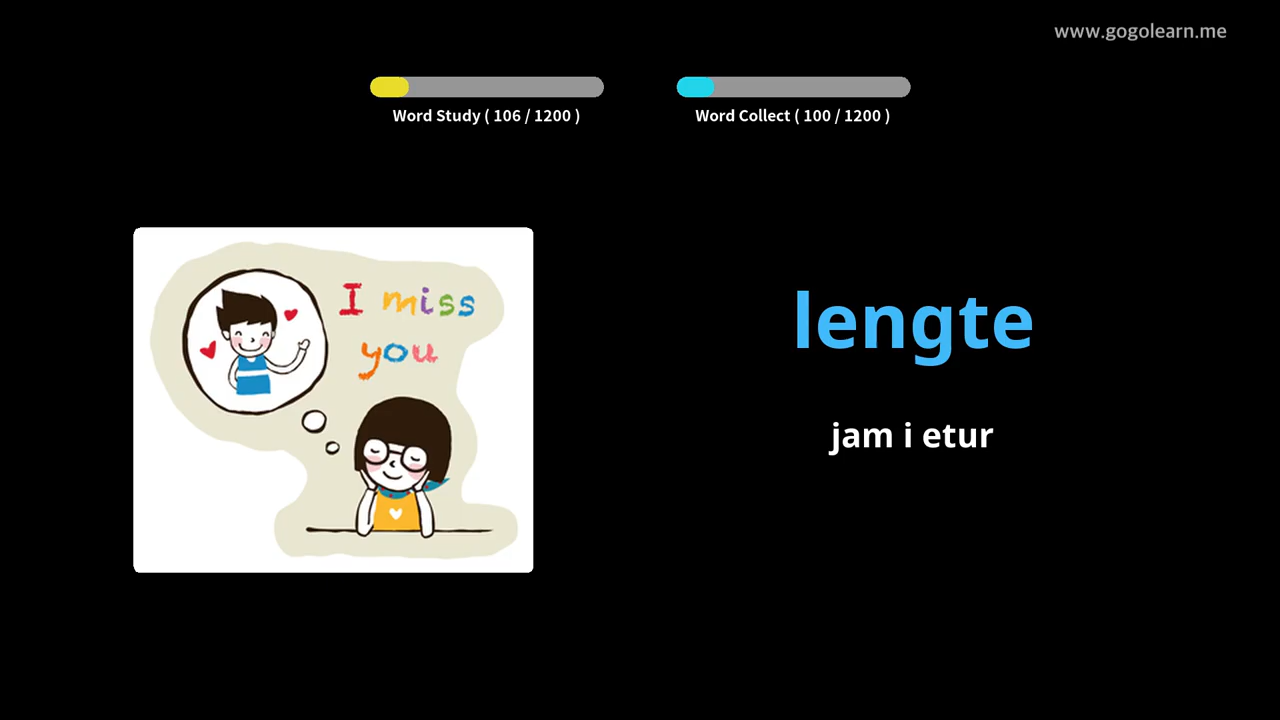 www.gogolearn.me
Word Study ( 106 / 1200 )
Word Collect ( 100 / 1200 )
I miss
you
lengte
jam i etur